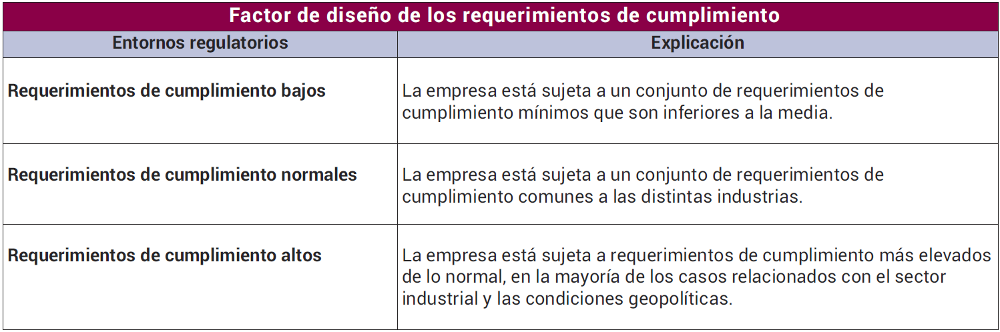 Factor de diseño de los requerimientos de cumplimiento
Entornos regulatorios
Explicación
Requerimientos de cumplimiento bajos
La empresa está sujeta a un conjunto de requerimientos de
cumplimiento mínimos que son inferiores a la media.
Requerimientos de cumplimiento normales
La empresa está sujeta a un conjunto de requerimientos de
cumplimiento comunes a las distintas industrias.
Requerimientos de cumplimiento altos
La empresa está sujeta a requerimientos de cumplimiento más elevados
de lo normal, en la mayoría de los casos relacionados con el sector
industrial y las condiciones geopolíticas.